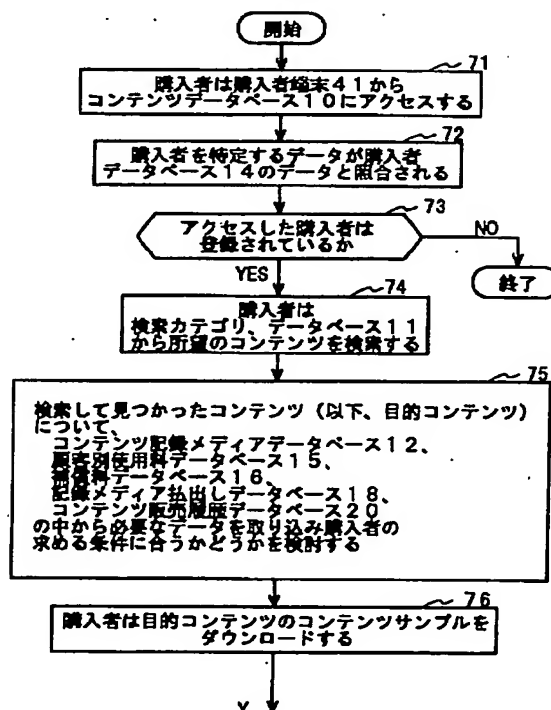 開始
71
購入者は購入者端末41から
コンテンツデータベース10にアクセスする
72
購入者を特定するデータが購入者
データベース14のデータと照合される
73
アクセスした購入者は
登録されているか
NO
YES
終了
74
購入者は
検索カテゴリ、データベース11
から所望のコンテンツを検索する
75
検索して見つかったコンテンツ（以下、目的コンテンツ）
について、
コンテンツ記録メディアデータベース12、
顧客別使用料データベース15、
補償料データベース16、
記録メディア払出しデータベース18、
コンテンツ販売履歴データベース20
の中から必要なデータを取り込み購入者の
求める条件に合うかどうかを検討する
76
購入者は目的コンテンツのコンテンツサンプルを
ダウンロードする